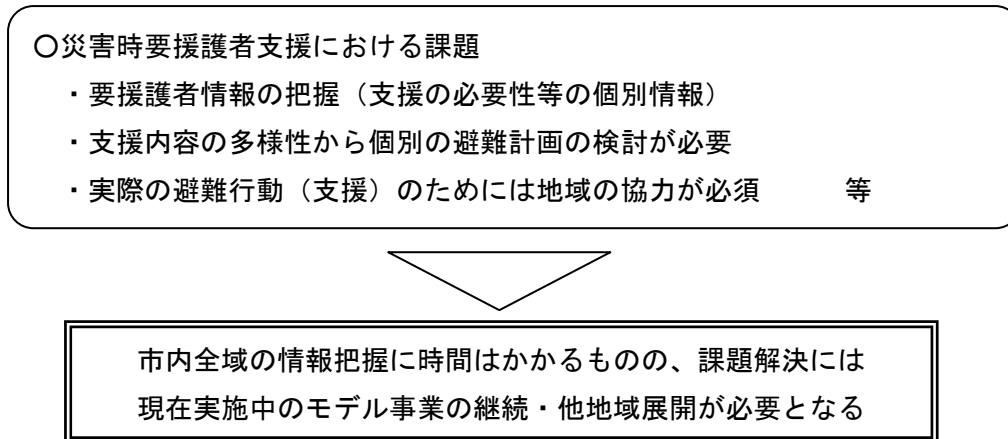 〇災害時要援護者支援における課題
・要援護者情報の把握（支援の必要性等の個別情報）
・支援内容の多様性から個別の避難計画の検討が必要
・実際の避難行動（支援）のためには地域の協力が必須　　　等
市内全域の情報把握に時間はかかるものの、課題解決には
現在実施中のモデル事業の継続・他地域展開が必要となる